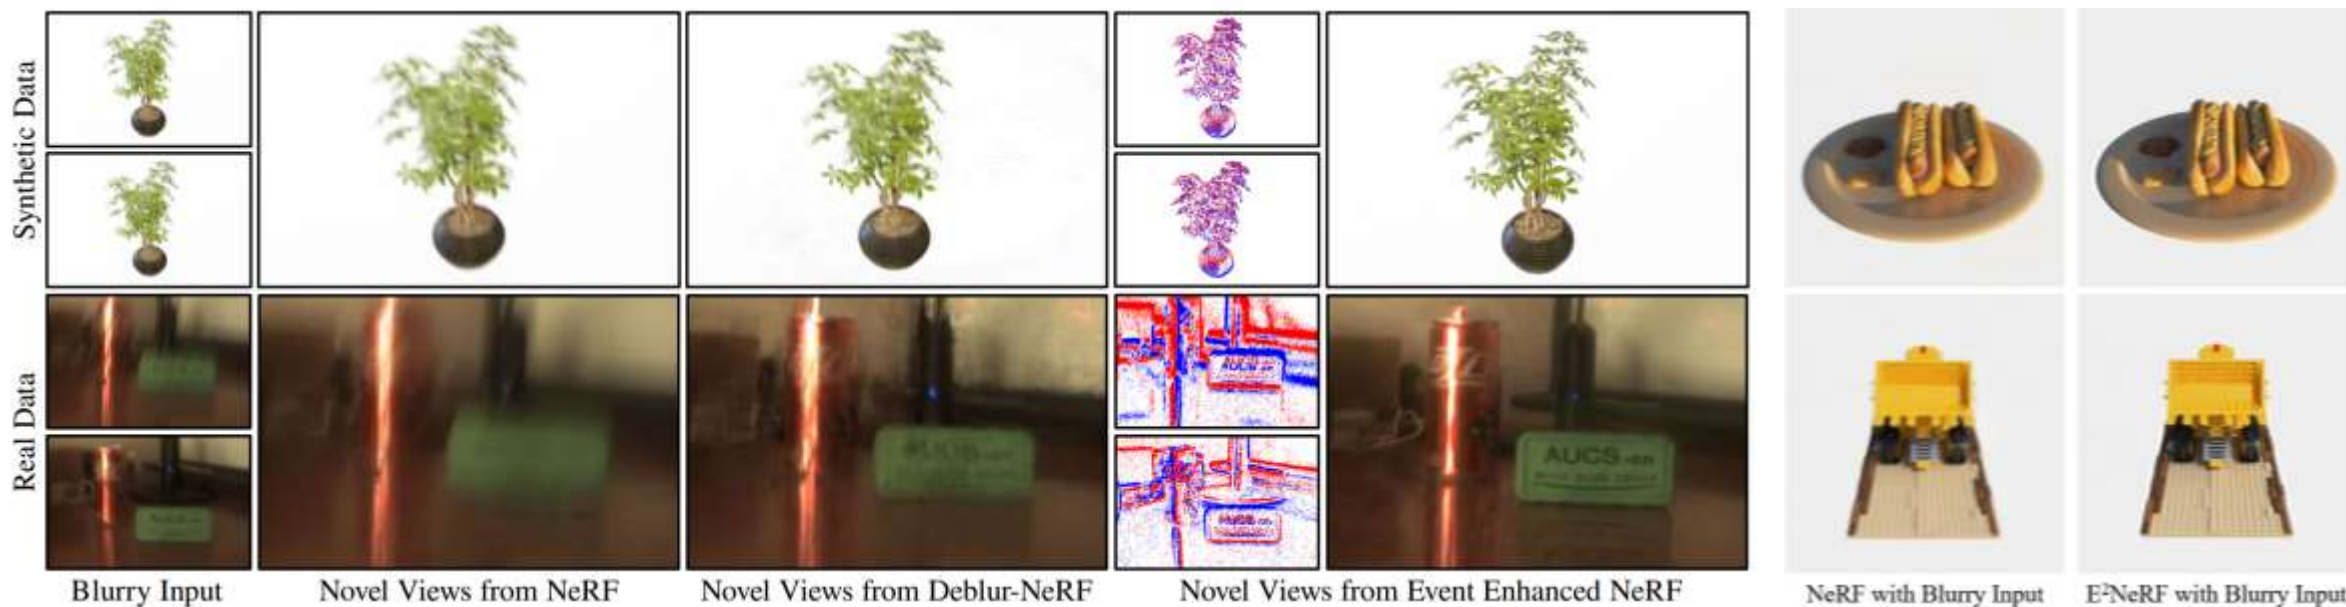 Synthetic Data
Real Data
AUCS -en
Blurry Input
Novel Views from NeRF
Novel Views from Deblur-NeRF
Novel Views from Event Enhanced NeRF
NeRF with Blurry Input
E²NeRF with Blurry Input